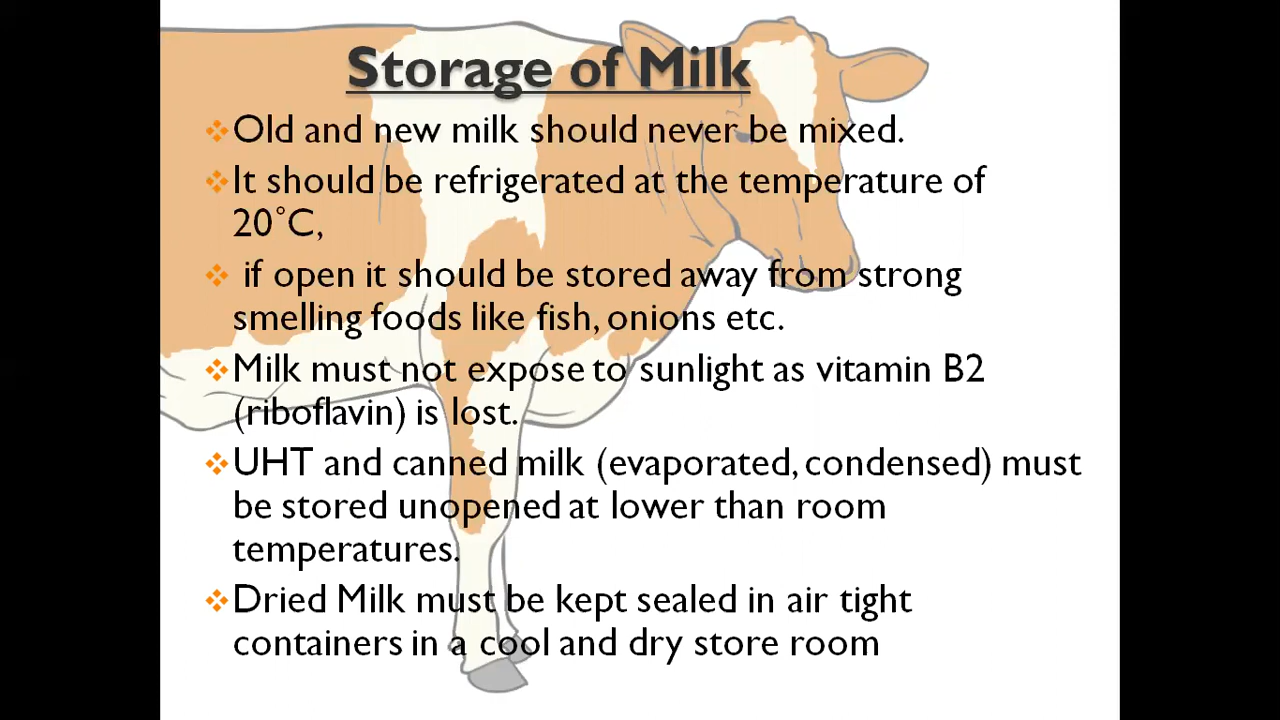 Storage of Milk
Old and new milk should never be mixed.
It should be refrigerated at the temperature of
20˚C,
if open it should be stored away from strong
smelling foods like fish, onions etc.
Milk must not expose to sunlight as vitamin B2
(riboflavin) is lost.
UHT and canned milk (evaporated, condensed) must
be stored unopened at lower than room
temperatures.
Dried Milk must be kept sealed in air tight
containers in a cool and dry store room